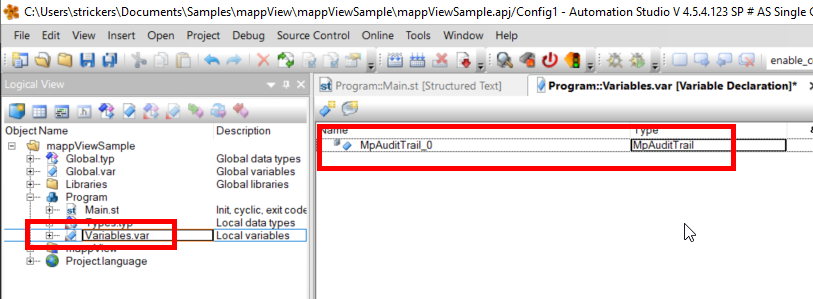 C:\Users\strickers\Documents\Samples\mappView\mappViewSample\mappViewSample.apj/Config1 - Automation Studio V 4.5.4.123 SP # AS Single
File Edit View Insert Open Project Debug Source Control Online Tools Window Help
enable_c
Logical View
Program::Main.st [Structured Text]
Program::Variables.var [Variable Declaration]*
Object Name Description
mappViewSample
Global.typ Global data types
Global.var Global variables
Libraries Global libraries
Program
Main.st Init, cyclic, exit code
Types.typ Local data types
Variables.var Local variables
mappView
Project.language
Name Type
MpAuditTrail_0 MpAuditTrail